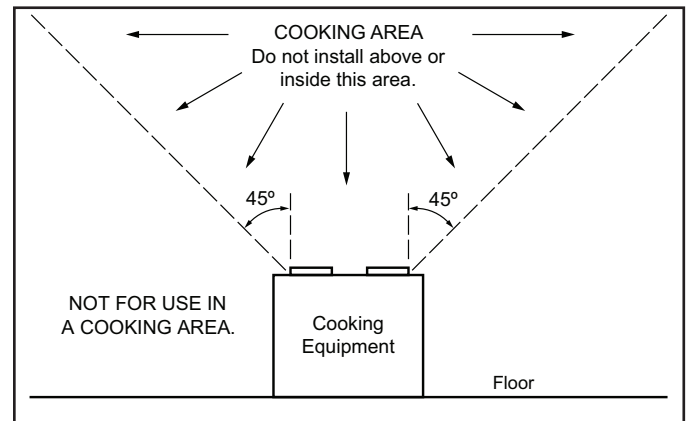 COOKING AREA
Do not install above or
inside this area.
45º
45º
NOT FOR USE IN
A COOKING AREA.
Cooking
Equipment
Floor